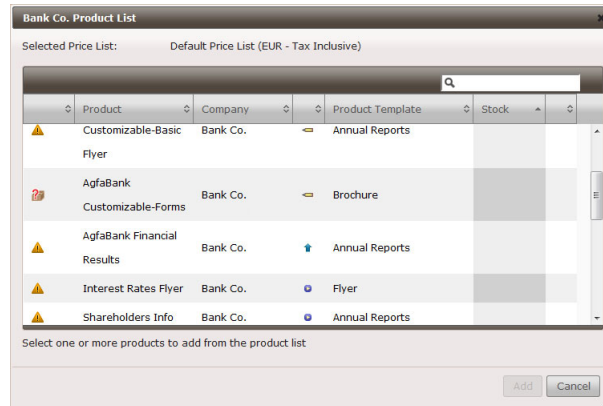 Bank Co. Product List
Selected Price List: Default Price List (EUR - Tax Inclusive)
Product Company Product Template Stock
Customizable-Basic Bank Co. Annual Reports
Flyer
AgfaBank
Customizable-Forms Bank Co. Brochure
AgfaBank Financial
Results Bank Co. Annual Reports
Interest Rates Flyer Bank Co. Flyer
Shareholders Info Bank Co. Annual Reports
Select one or more products to add from the product list
Add Cancel